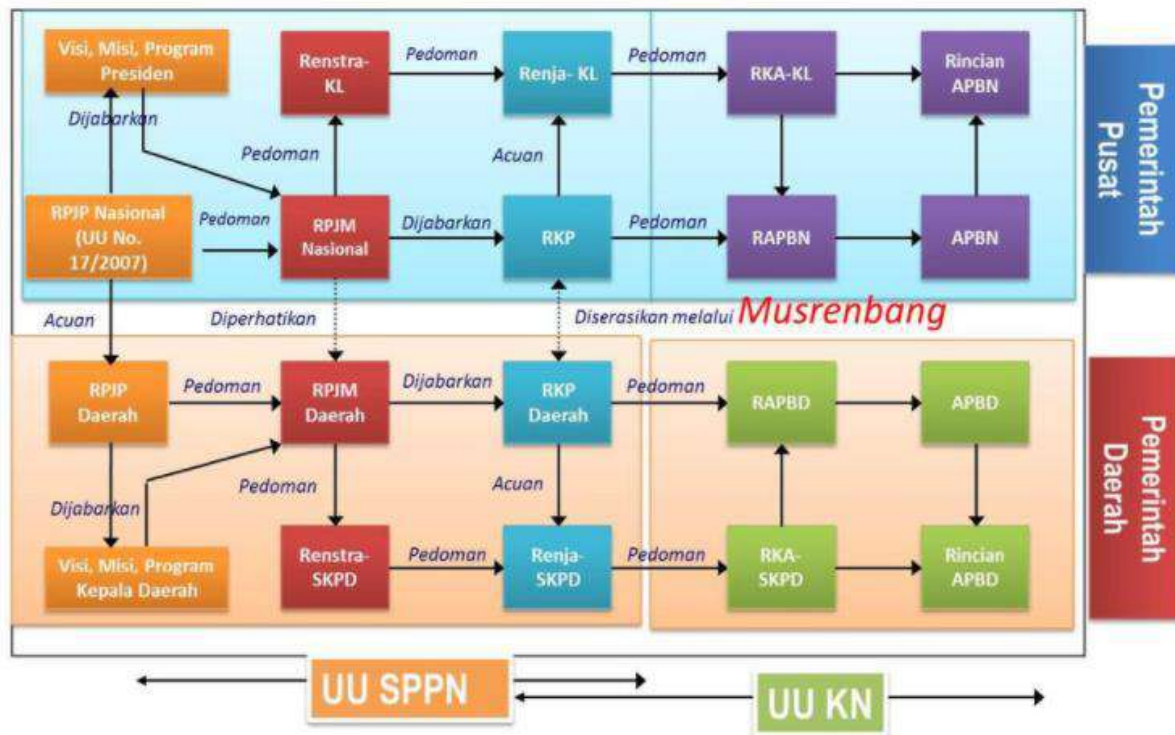 Visi, Misi, Program
Presiden
Renstra-
KL
Pedoman
Renja- KL
Pedoman
RKA-KL
Rincian
APBN
Dijabarkan
Pedoman
Acuan
RPJP Nasional
(UU No.
17/2007)
Pedoman
RPJM
Nasional
Dijabarkan
RKP
Pedoman
RAPBN
APBN
Pemerintah
Pusat
Acuan
Diperhatikan
Diserasikan melalui Musrenbang
RPJP
Daerah
Pedoman
RPJM
Daerah
Dijabarkan
RKP
Daerah
Pedoman
RAPBD
APBD
Dijabarkan
Pedoman
Acuan
Visi, Misi, Program
Kepala Daerah
Renstra-
SKPD
Pedoman
Renja-
SKPD
Pedoman
RKA-
SKPD
Rincian
APBD
Pemerintah
Daerah
UU SPPN
UU KN